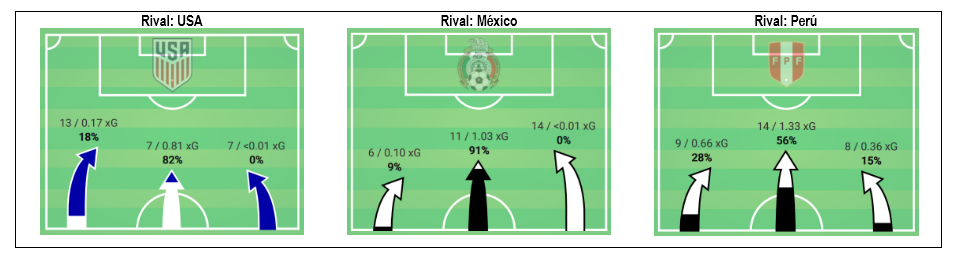 Rival: USA
USA
13 / 0.17 xG
18%
7 / 0.81 xG
82%
7 / <0.01 xG
0%
Rival: México
6 / 0.10 xG
9%
11 / 1.03 xG
91%
14 / <0.01 xG
0%
Rival: Perú
FPF
9 / 0.66 xG
28%
14 / 1.33 xG
56%
8 / 0.36 xG
15%